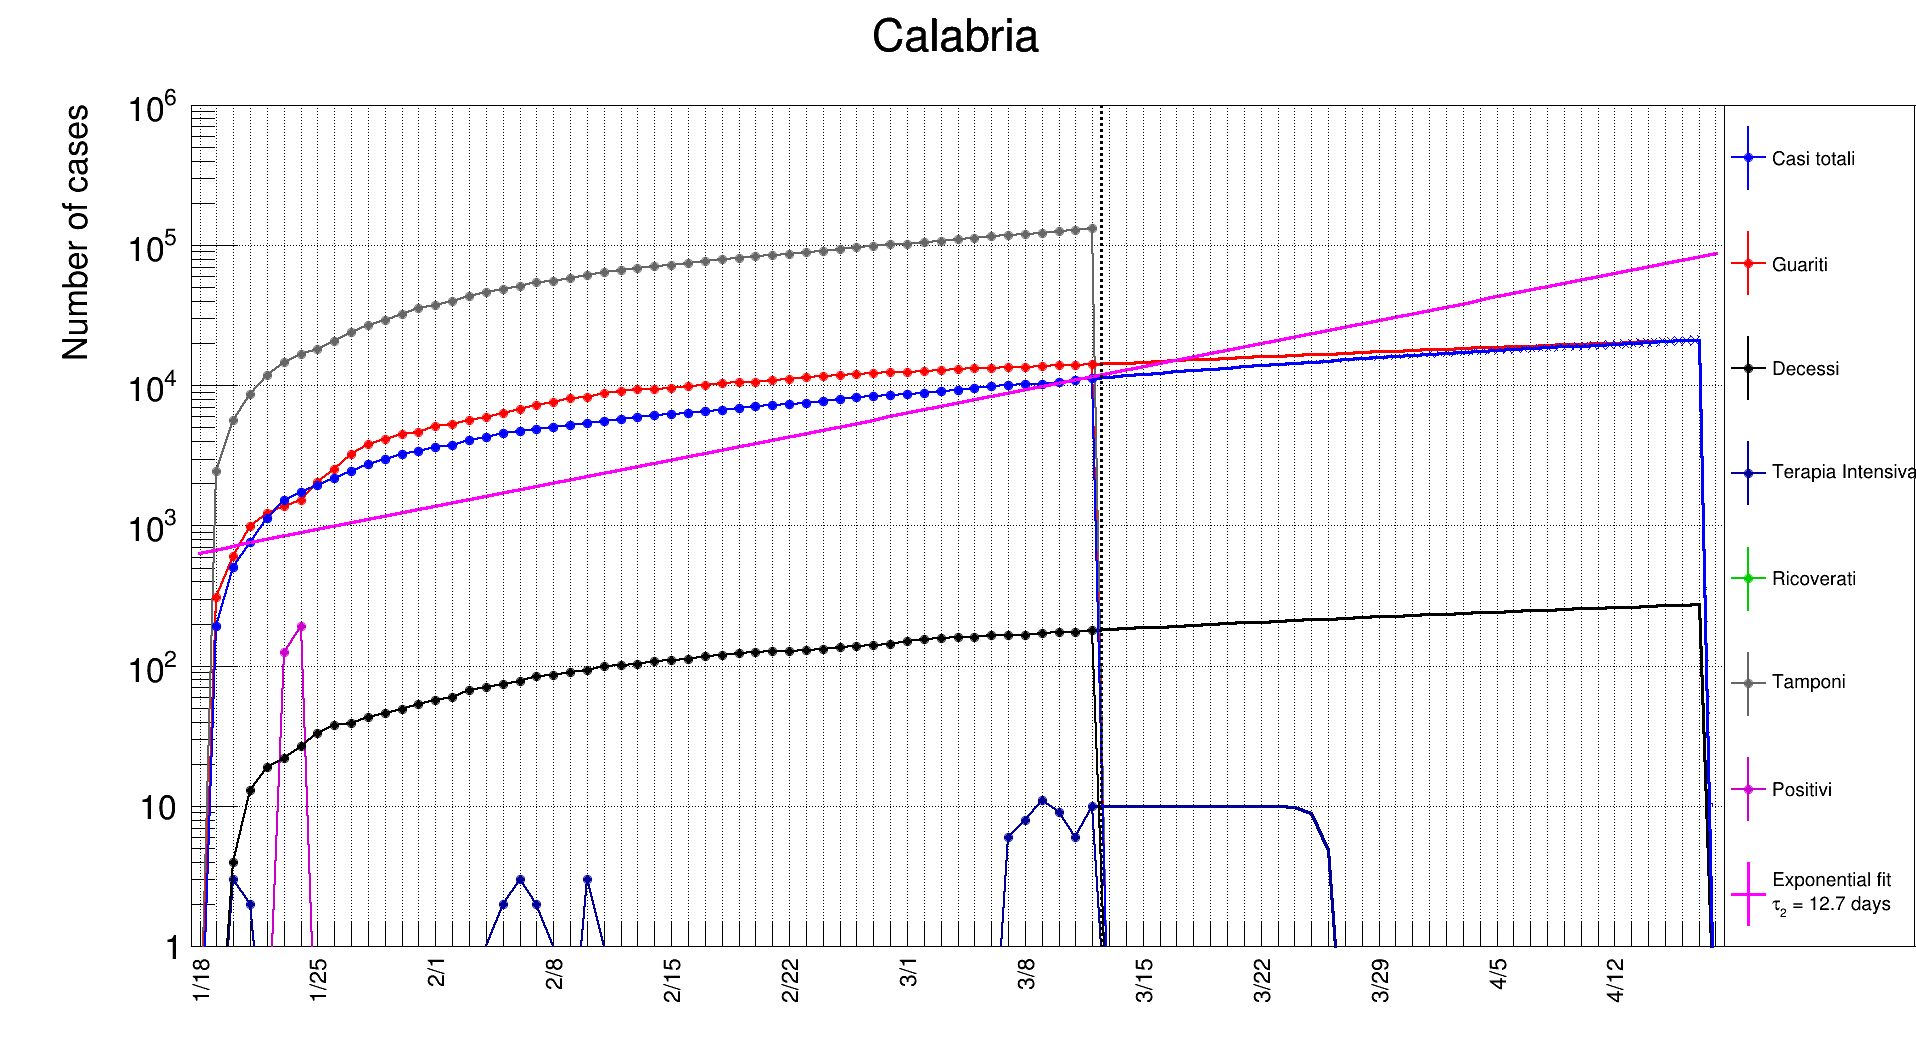 Calabria
Number of cases
10^6
10^5
10^4
10^3
10^2
10
1
1/18
1/25
2/1
2/8
2/15
2/22
3/1
3/8
3/15
3/22
3/29
4/5
4/12
Casi totali
Guariti
Decessi
Terapia Intensiva
Ricoverati
Tamponi
Positivi
Exponential fit
τ₂ = 12.7 days